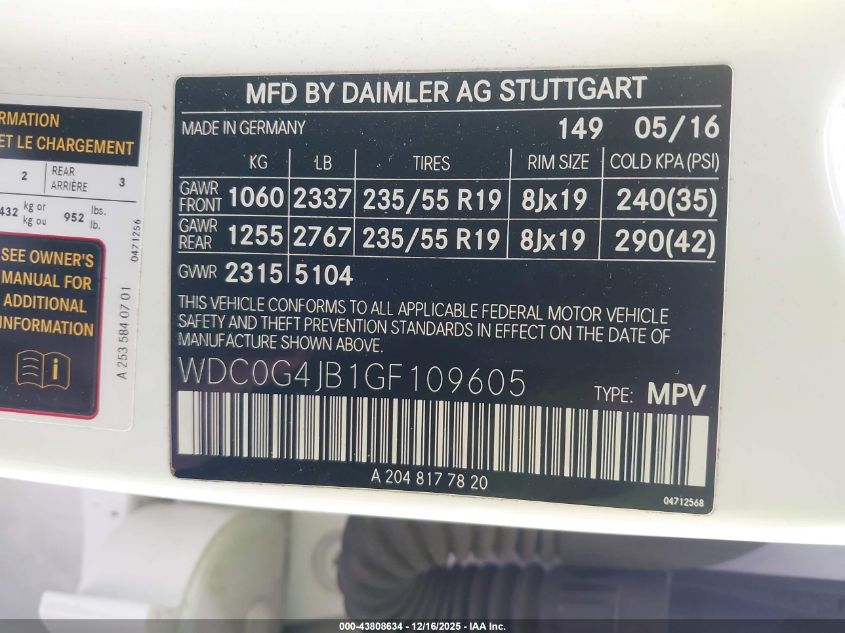 ORMATION
ET LE CHARGEMENT
2 REAR ARRIÈRE 3
432 kg or kg ou 952 lbs. lb.
SEE OWNER'S
MANUAL FOR
ADDITIONAL
INFORMATION
0471256
A 253 584 07 01
MFD BY DAIMLER AG STUTTGART
MADE IN GERMANY 149 05/16
KG LB TIRES RIM SIZE COLD KPA (PSI)
GAWR FRONT 1060 2337 235/55 R19 8Jx19 240(35)
GAWR REAR 1255 2767 235/55 R19 8Jx19 290(42)
GVWR 2315 5104
THIS VEHICLE CONFORMS TO ALL APPLICABLE FEDERAL MOTOR VEHICLE
SAFETY AND THEFT PREVENTION STANDARDS IN EFFECT ON THE DATE OF
MANUFACTURE SHOWN ABOVE.
WDC0G4JB1GF109605 TYPE: MPV
A 204 817 78 20
04712568
000-43808634 - 12/16/2025 - IAA Inc.